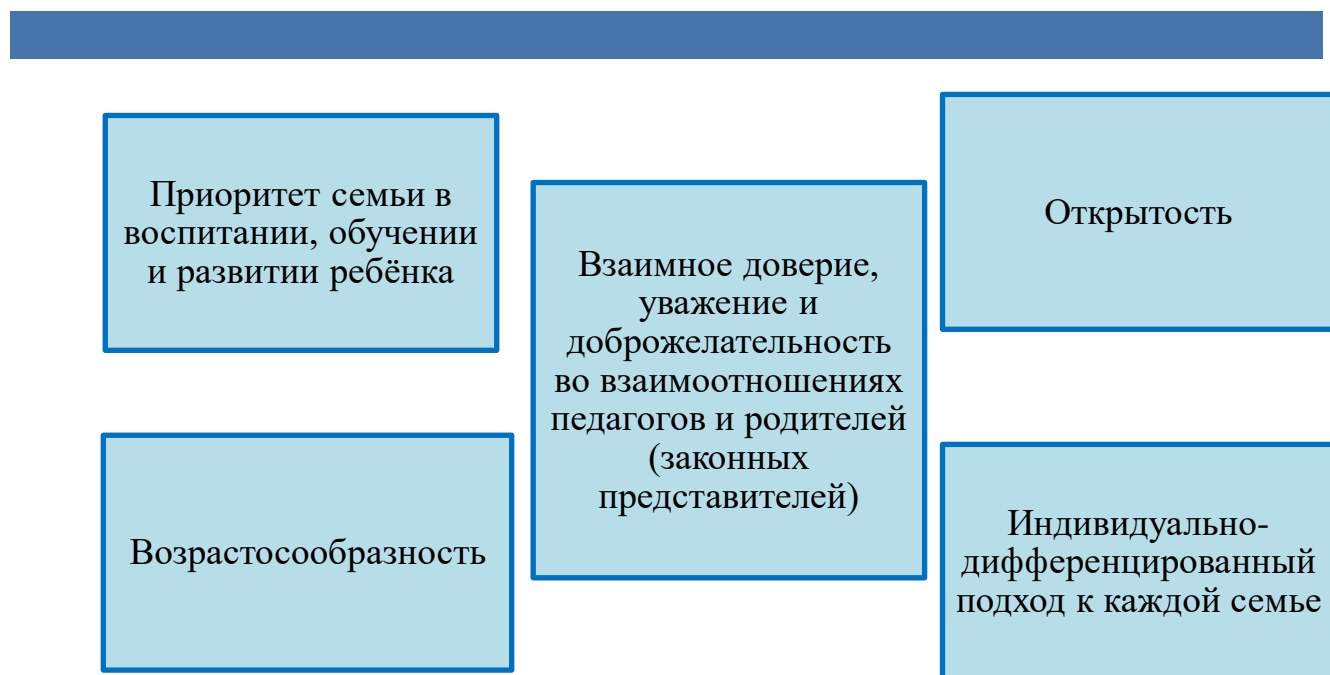 Приоритет семьи в
воспитании, обучении
и развитии ребёнка
Взаимное доверие,
уважение и
доброжелательность
во взаимоотношениях
педагогов и родителей
(законных
представителей)
Открытость
Возрастосообразность
Индивидуально-
дифференцированный
подход к каждой семье